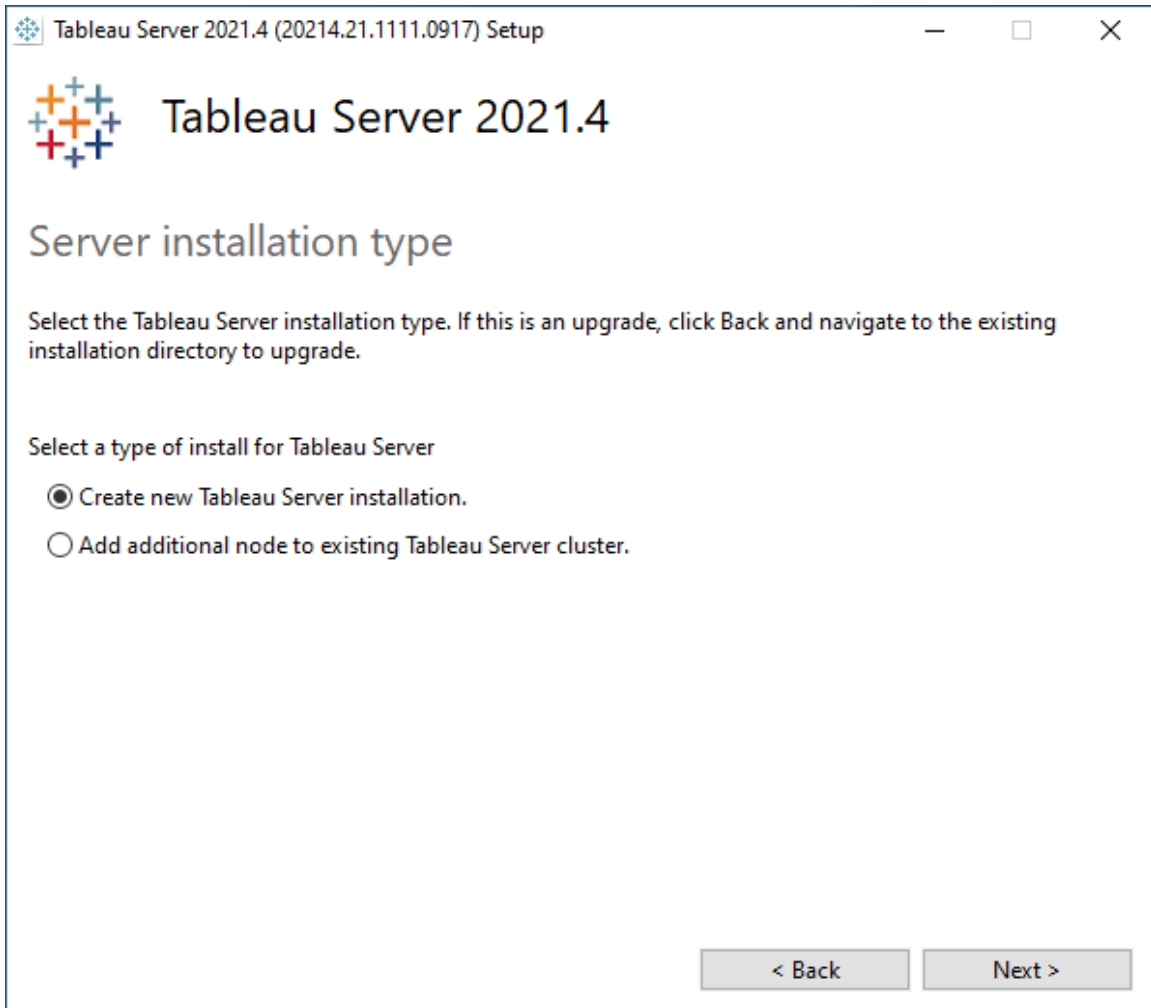 Tableau Server 2021.4 (20214.21.1111.0917) Setup
Tableau Server 2021.4
Server installation type
Select the Tableau Server installation type. If this is an upgrade, click Back and navigate to the existing
installation directory to upgrade.
Select a type of install for Tableau Server
Create new Tableau Server installation.
Add additional node to existing Tableau Server cluster.
< Back
Next >